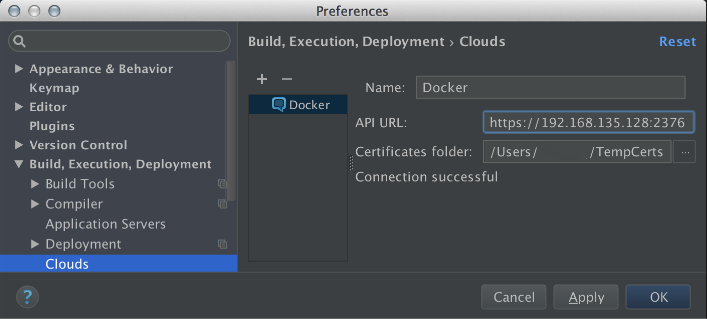 Preferences
Build, Execution, Deployment › Clouds
Reset
Appearance & Behavior
Keymap
Editor
Plugins
Version Control
Build, Execution, Deployment
Build Tools
Compiler
Application Servers
Deployment
Clouds
Docker
Name: Docker
API URL: https://192.168.135.128:2376
Certificates folder: /Users/ /TempCerts ...
Connection successful
? Cancel Apply OK